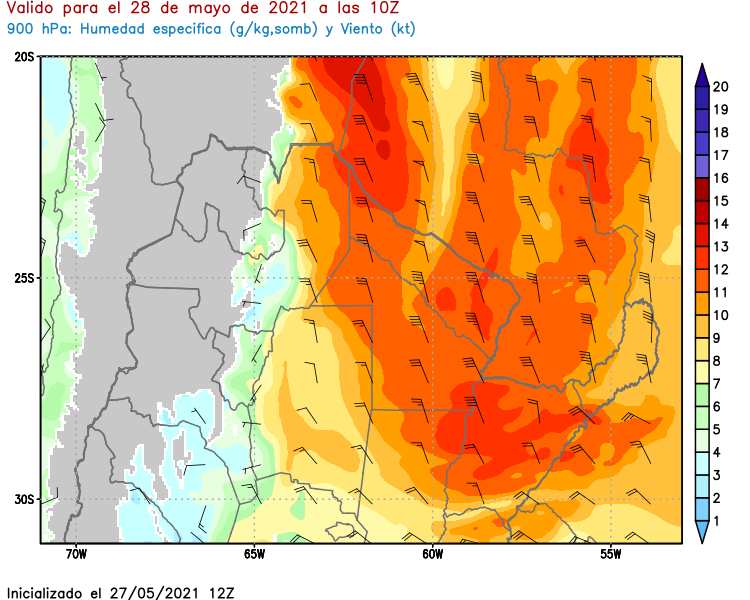 Valido para el 28 de mayo de 2021 a las 10Z
900 hPa: Humedad especifica (g/kg,somb) y Viento (kt)
20S
25S
30S
70W
65W
60W
55W
20
19
18
17
16
15
14
13
12
11
10
9
8
7
6
5
4
3
2
1
Inicializado el 27/05/2021 12Z